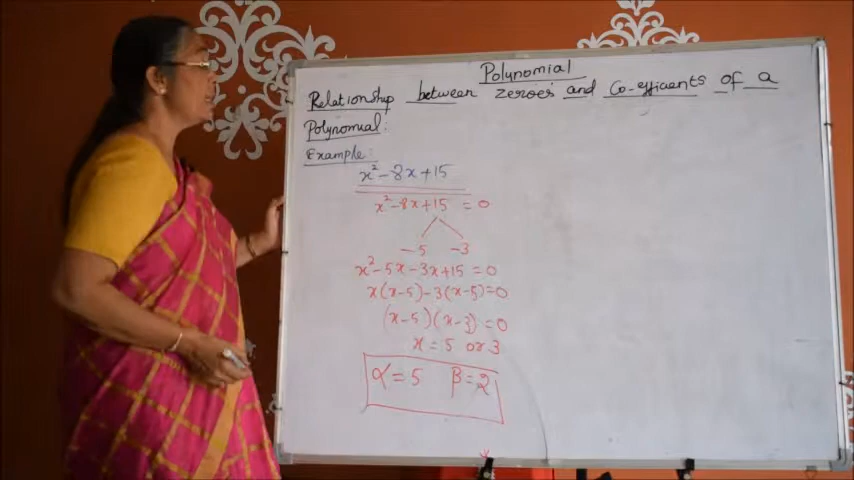 Polynomial
Relationship between zeroes and Co-efficents of a
Polynomial:
Example:
x² - 8x + 15
x² - 8x + 15 = 0
-5 -3
x² - 5x - 3x + 15 = 0
x(x-5) - 3(x-5) = 0
(x-5)(x-3) = 0
x = 5 or 3
α = 5 β = 2